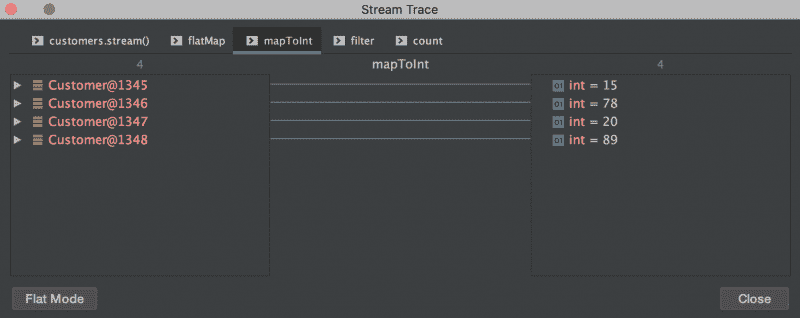 Stream Trace
customers.stream() flatMap mapToInt filter count
4 mapToInt 4
Customer@1345 int = 15
Customer@1346 int = 78
Customer@1347 int = 20
Customer@1348 int = 89
Flat Mode Close